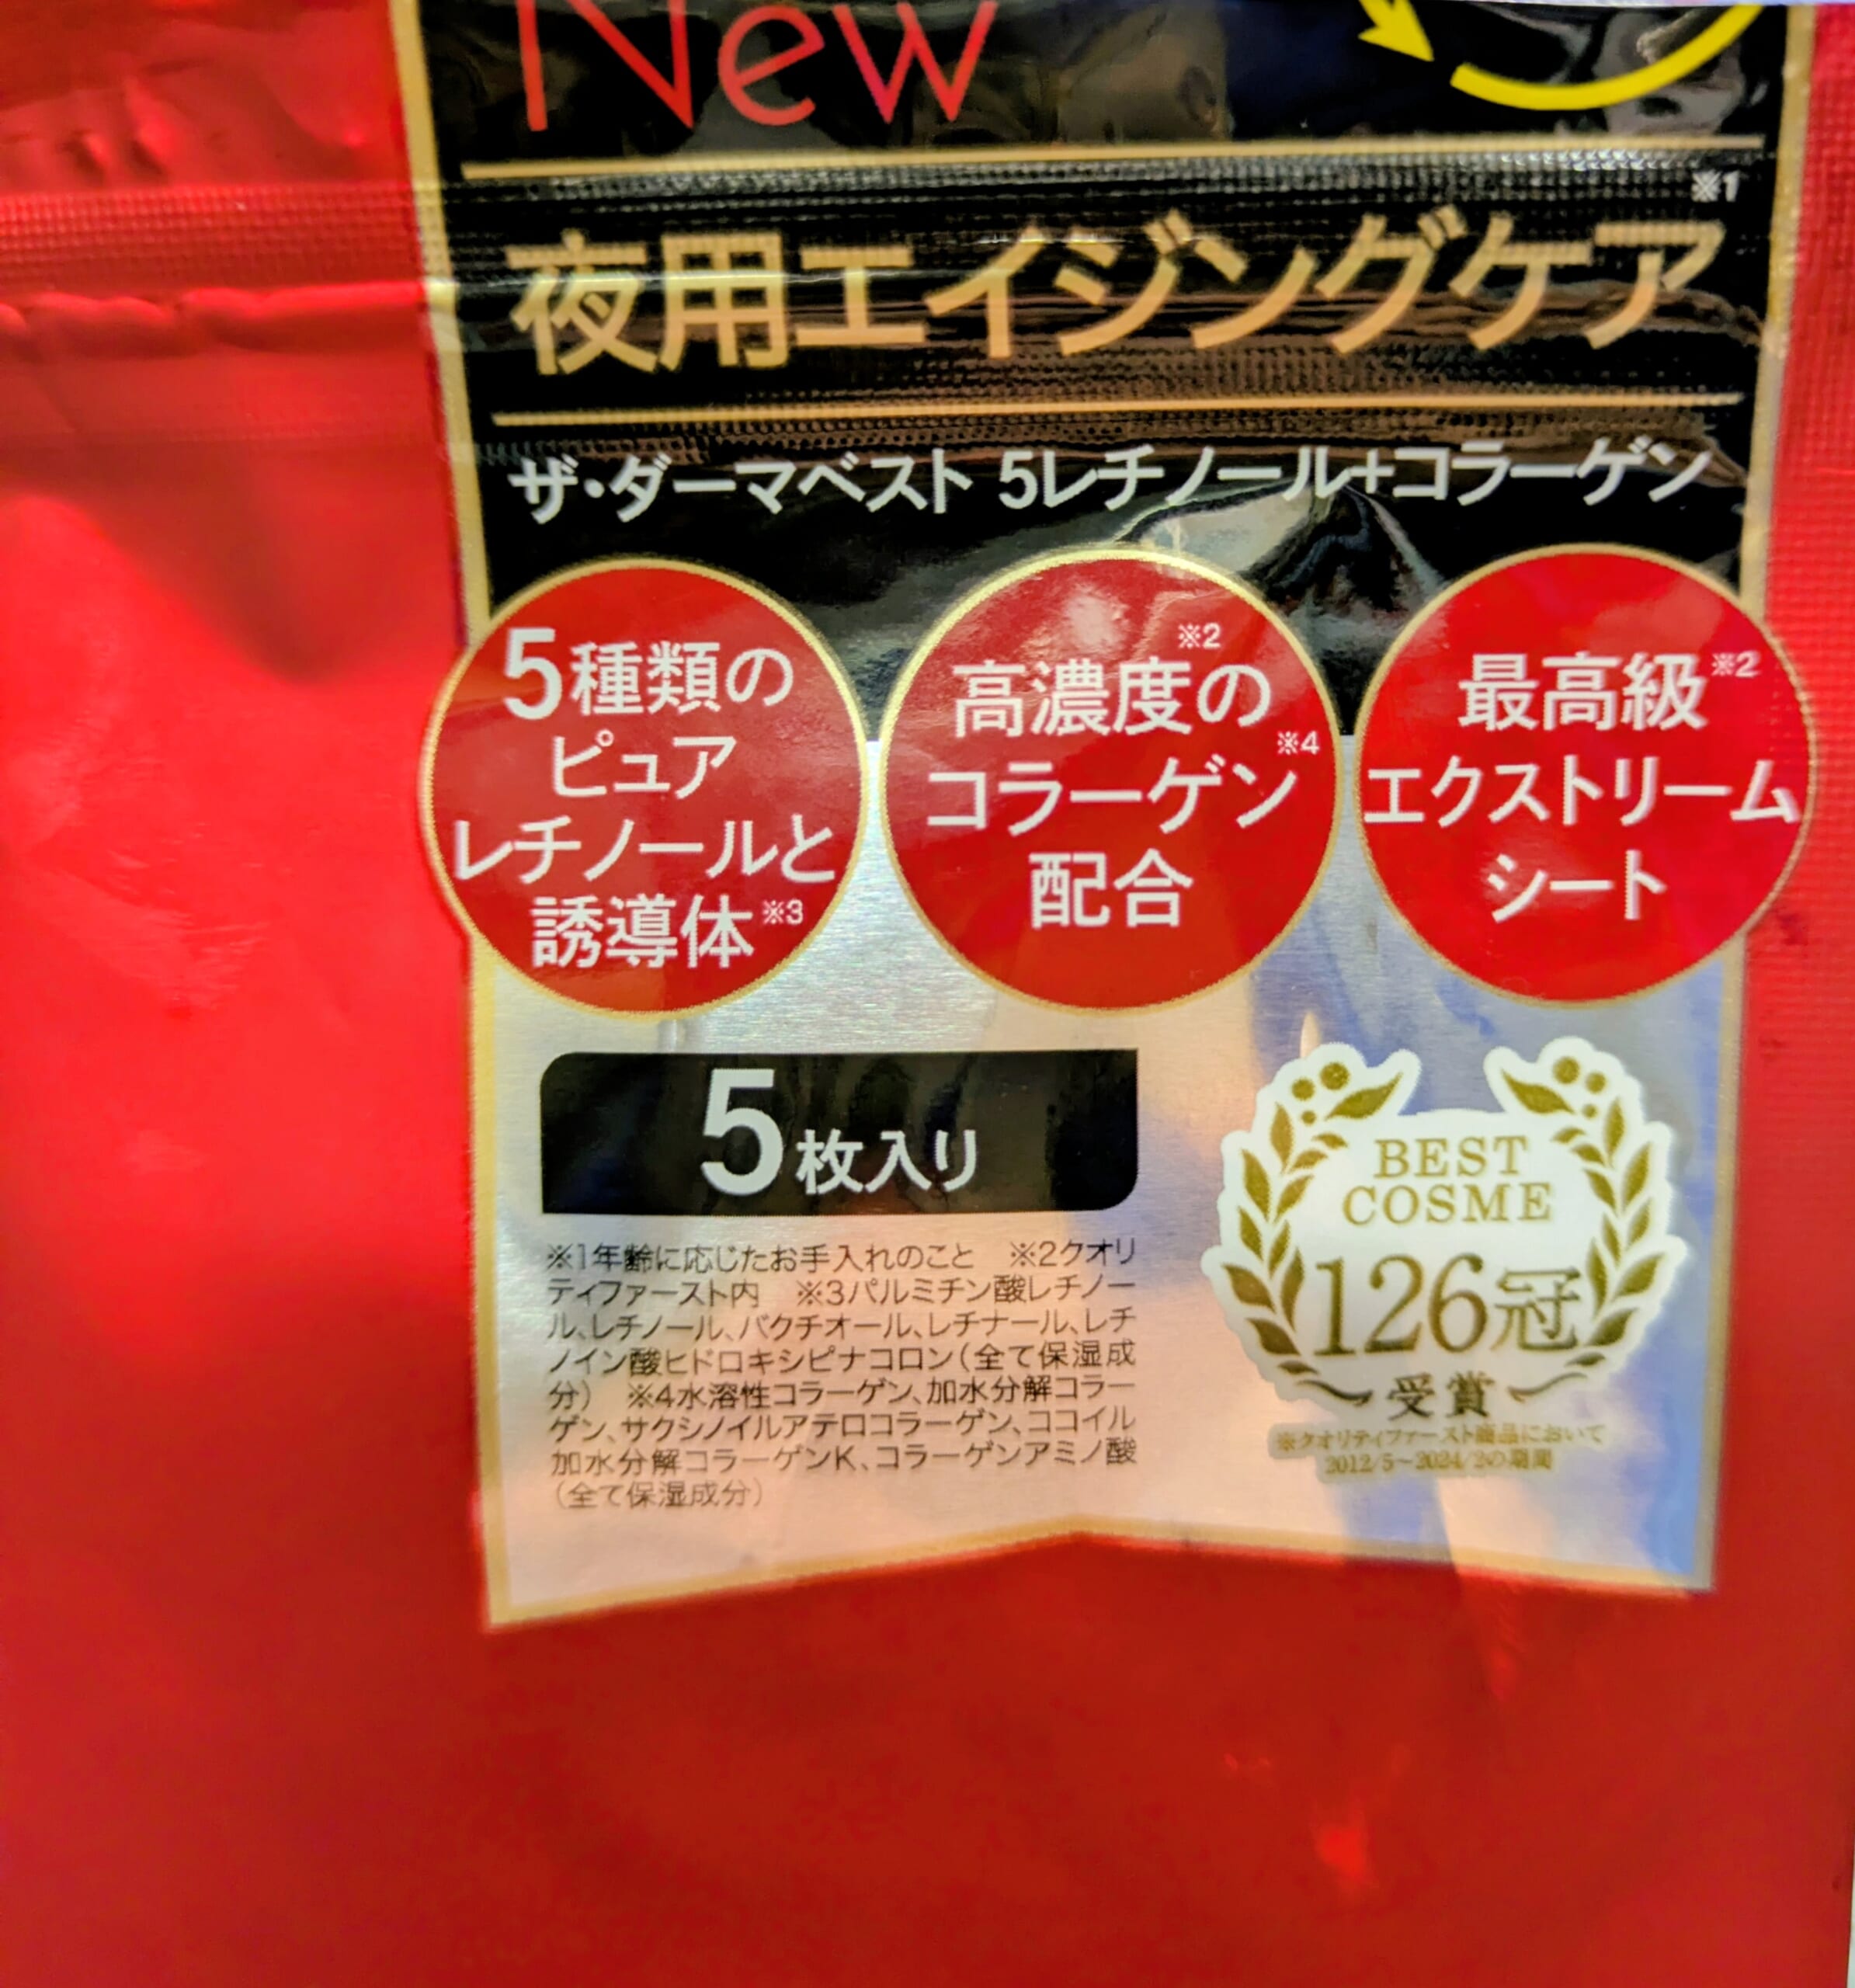 New
夜用エイジングケア※1
ザ・ダーマベスト 5レチノール+コラーゲン
5種類の
ピュア
レチノールと
誘導体※3
高濃度の※2
コラーゲン※4
配合
最高級※2
エクストリーム
シート
5枚入り
※1年齢に応じたお手入れのこと ※2クオリ
ティファースト内 ※3パルミチン酸レチノー
ル、レチノール、バクチオール、レチナール、レチ
ノイン酸ヒドロキシピナコロン(全て保湿成
分) ※4水溶性コラーゲン、加水分解コラー
ゲン、サクシノイルアテロコラーゲン、ココイル
加水分解コラーゲンK、コラーゲンアミノ酸
(全て保湿成分)
BEST
COSME
126冠
受賞
※クオリティファースト商品において
2012/5~2024/2の期間